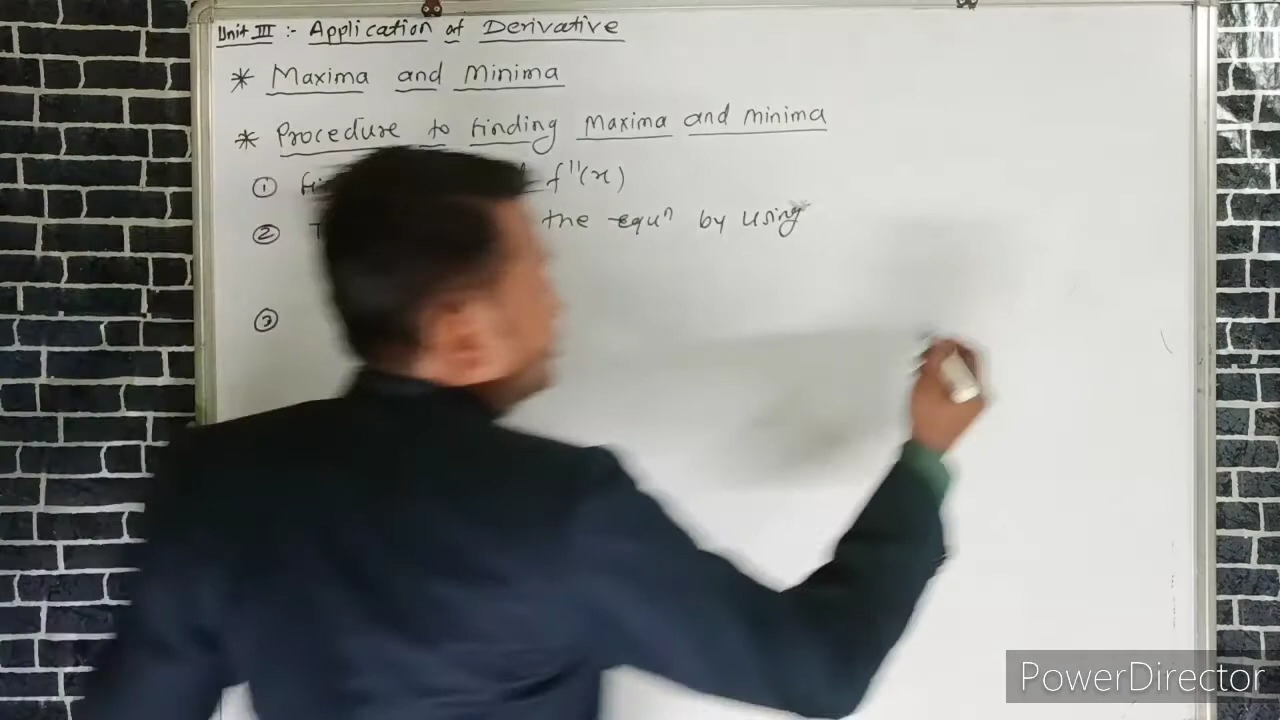 Unit III :- Application of Derivative
* Maxima and Minima
* Procedure to finding Maxima and minima
① f"(x)
② the equⁿ by using
③
PowerDirector